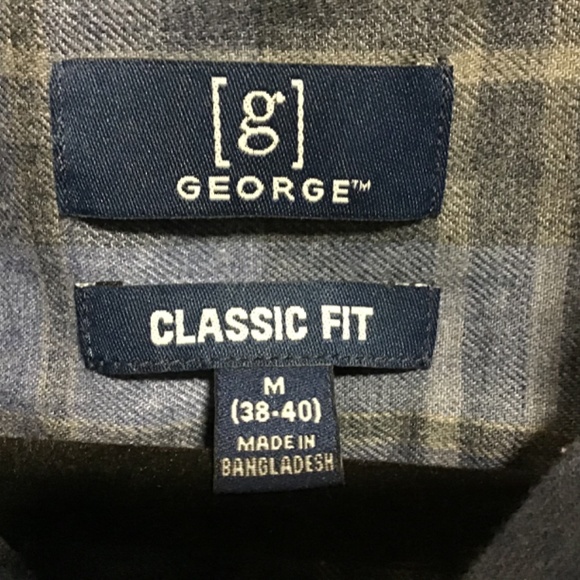 [g]
GEORGE™
CLASSIC FIT
M
(38-40)
MADE IN
BANGLADESH